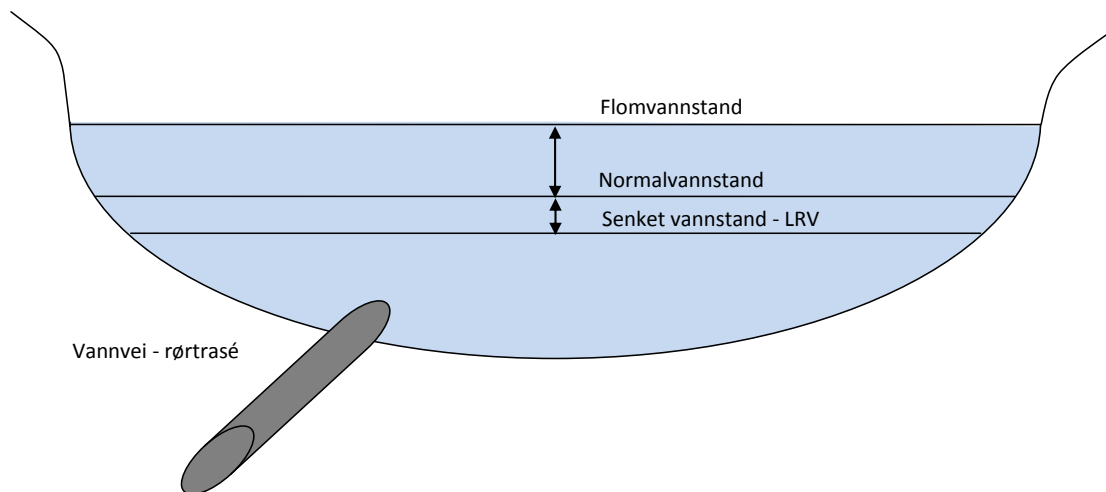 Flomvannstand
Normalvannstand
Senket vannstand - LRV
Vannvei - rørtrasé